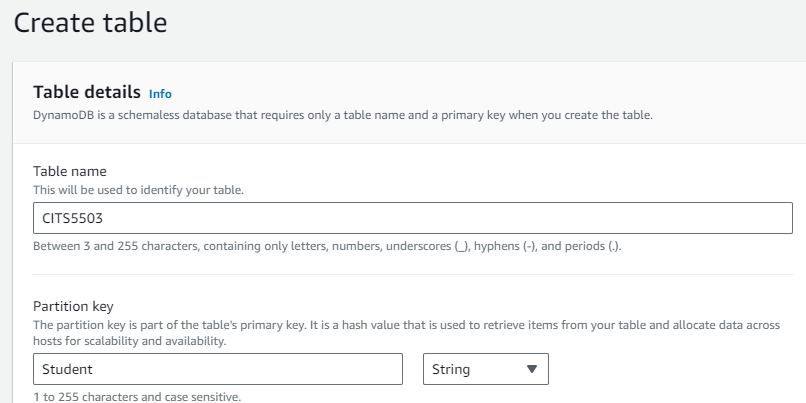 Create table
Table details Info
DynamoDB is a schemaless database that requires only a table name and a primary key when you create the table.
Table name
This will be used to identify your table.
CITS5503
Between 3 and 255 characters, containing only letters, numbers, underscores (_), hyphens (-), and periods (.).
Partition key
The partition key is part of the table's primary key. It is a hash value that is used to retrieve items from your table and allocate data across
hosts for scalability and availability.
Student String
1 to 255 characters and case sensitive.